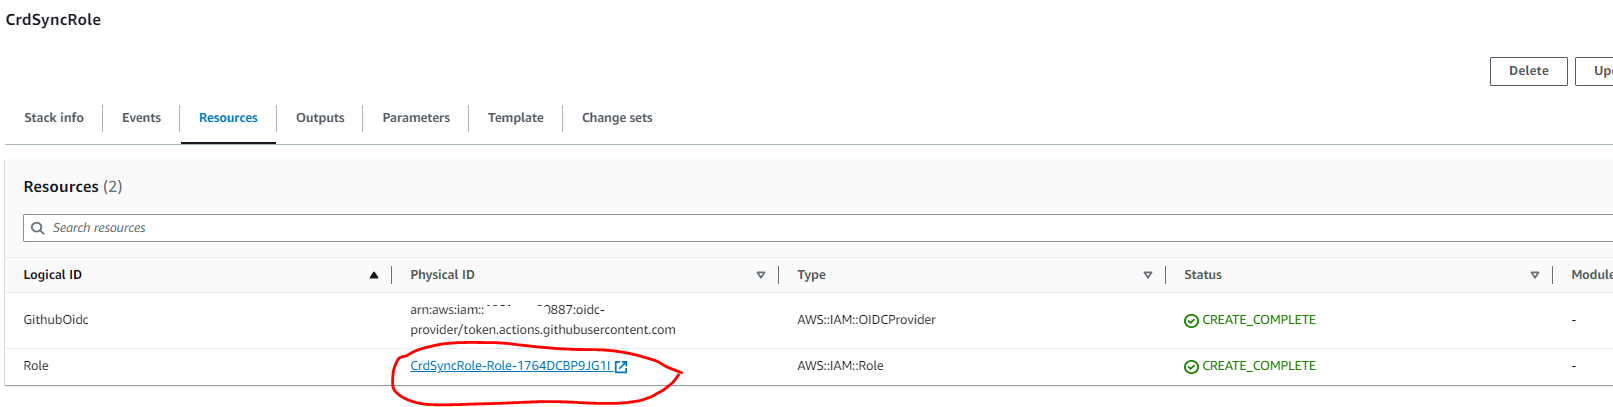 CrdSyncRole
Delete
Up
Stack info
Events
Resources
Outputs
Parameters
Template
Change sets
Resources (2)
Search resources
Logical ID
Physical ID
Type
Status
Module
GithubOidc
arn:aws:iam:: 0887:oidc-
provider/token.actions.githubusercontent.com
AWS::IAM::OIDCProvider
CREATE_COMPLETE
-
Role
CrdSyncRole-Role-1764DCBP9JG1I
AWS::IAM::Role
CREATE_COMPLETE
-